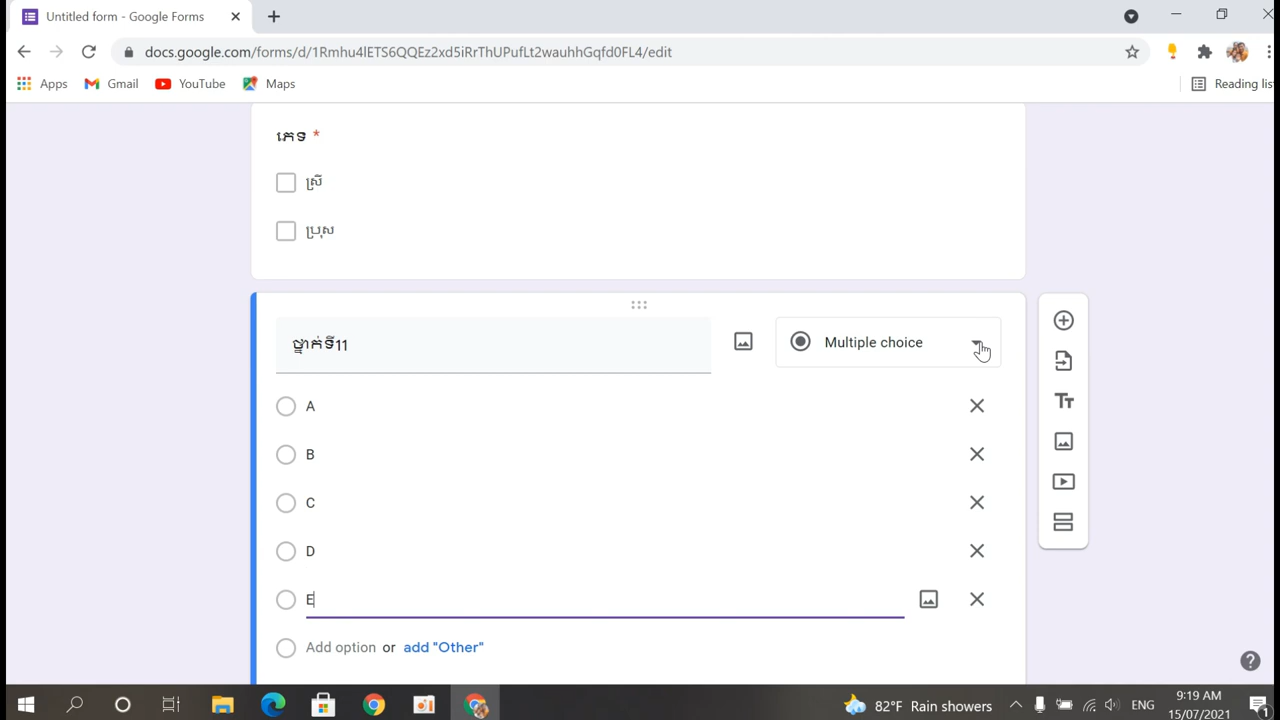 Untitled form - Google Forms
docs.google.com/forms/d/1Rmhu4lETS6QQEz2xd5iRrThUPufLt2wauhhGqfd0FL4/edit
Apps Gmail YouTube Maps Reading lis
ភេទ *
ស្រី
ប្រុស
ថ្នាក់ទី11
Multiple choice
A
B
C
D
E
Add option or add "Other"
82°F Rain showers ENG 9:19 AM
15/07/2021
1